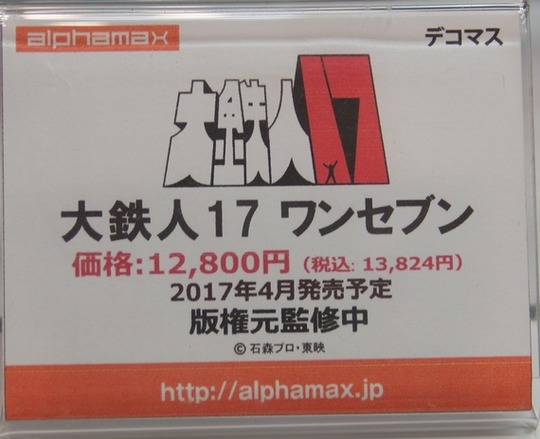 alphamax
デコマス
大鉄人17
大鉄人17 ワンセブン
価格:12,800円（税込: 13,824円）
2017年4月発売予定
版権元監修中
© 石森プロ・東映
http://alphamax.jp